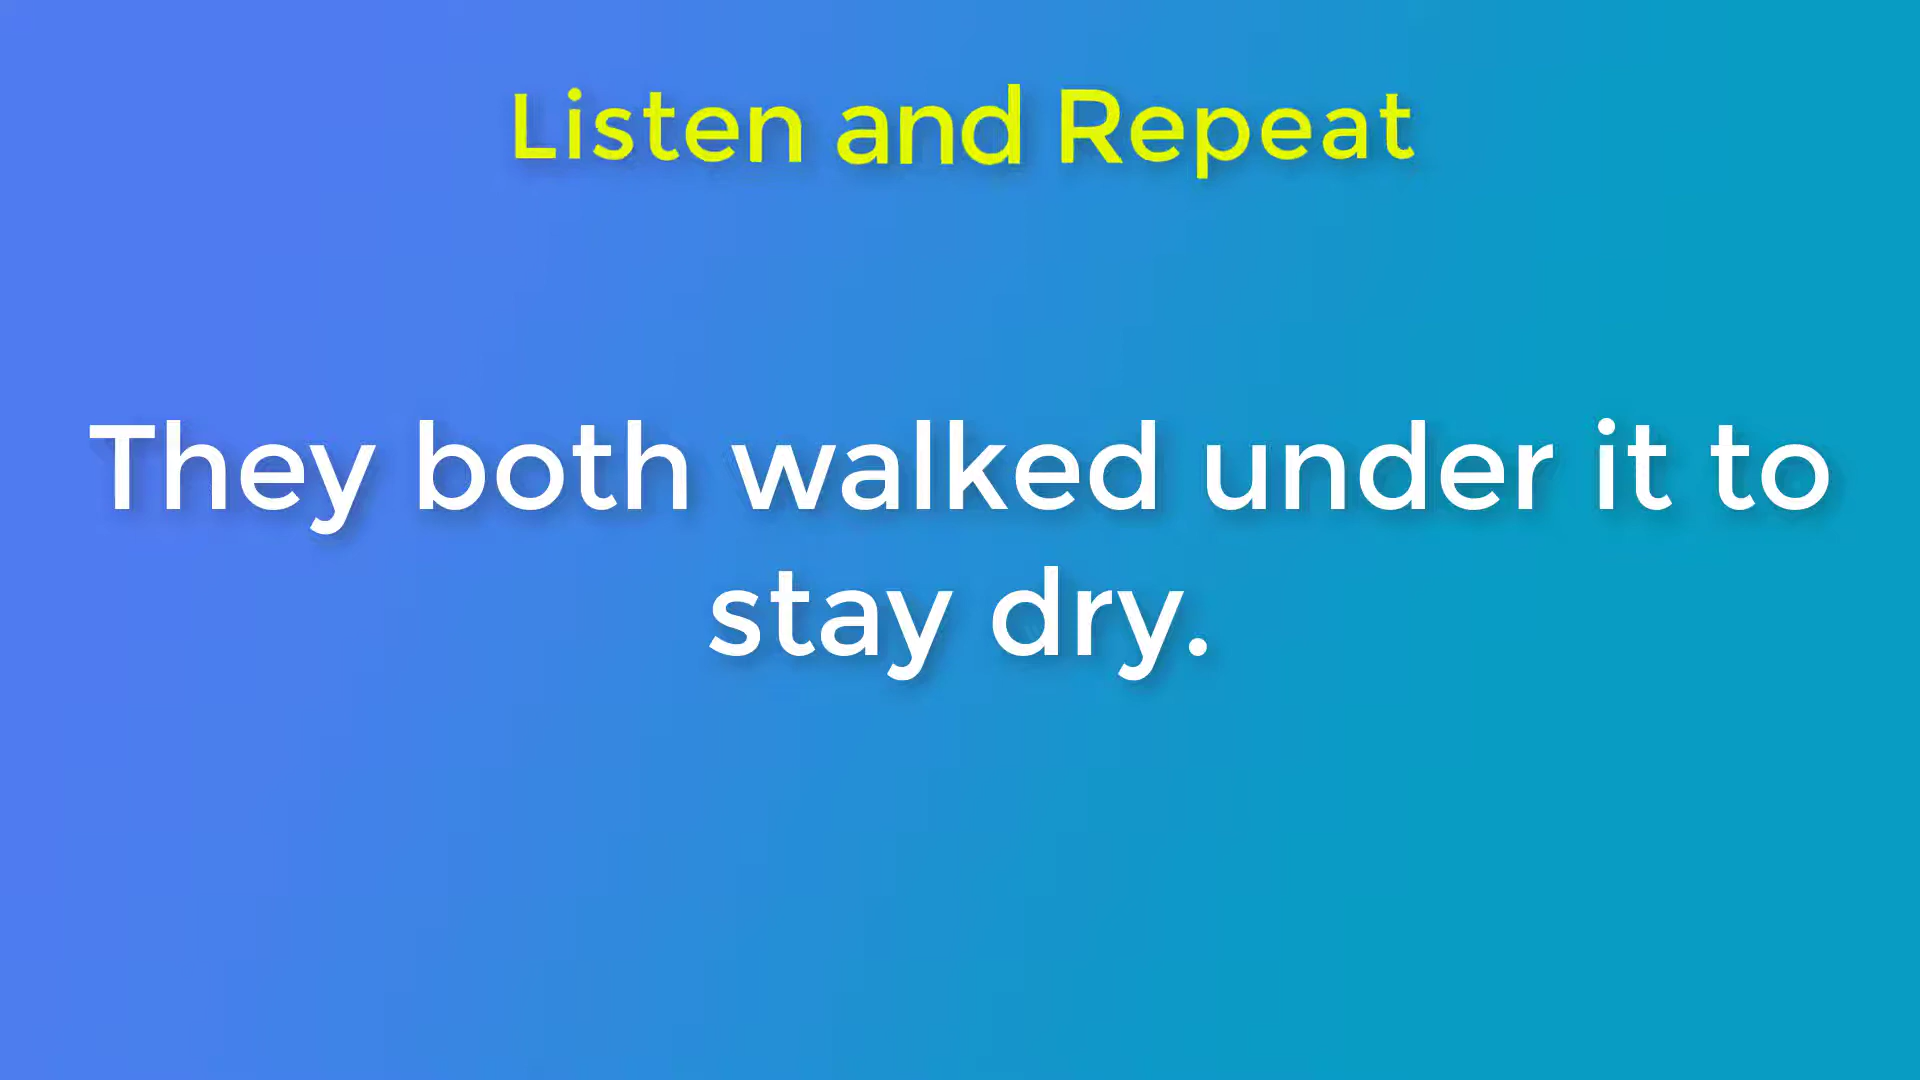 Listen and Repeat
They both walked under it to
stay dry.